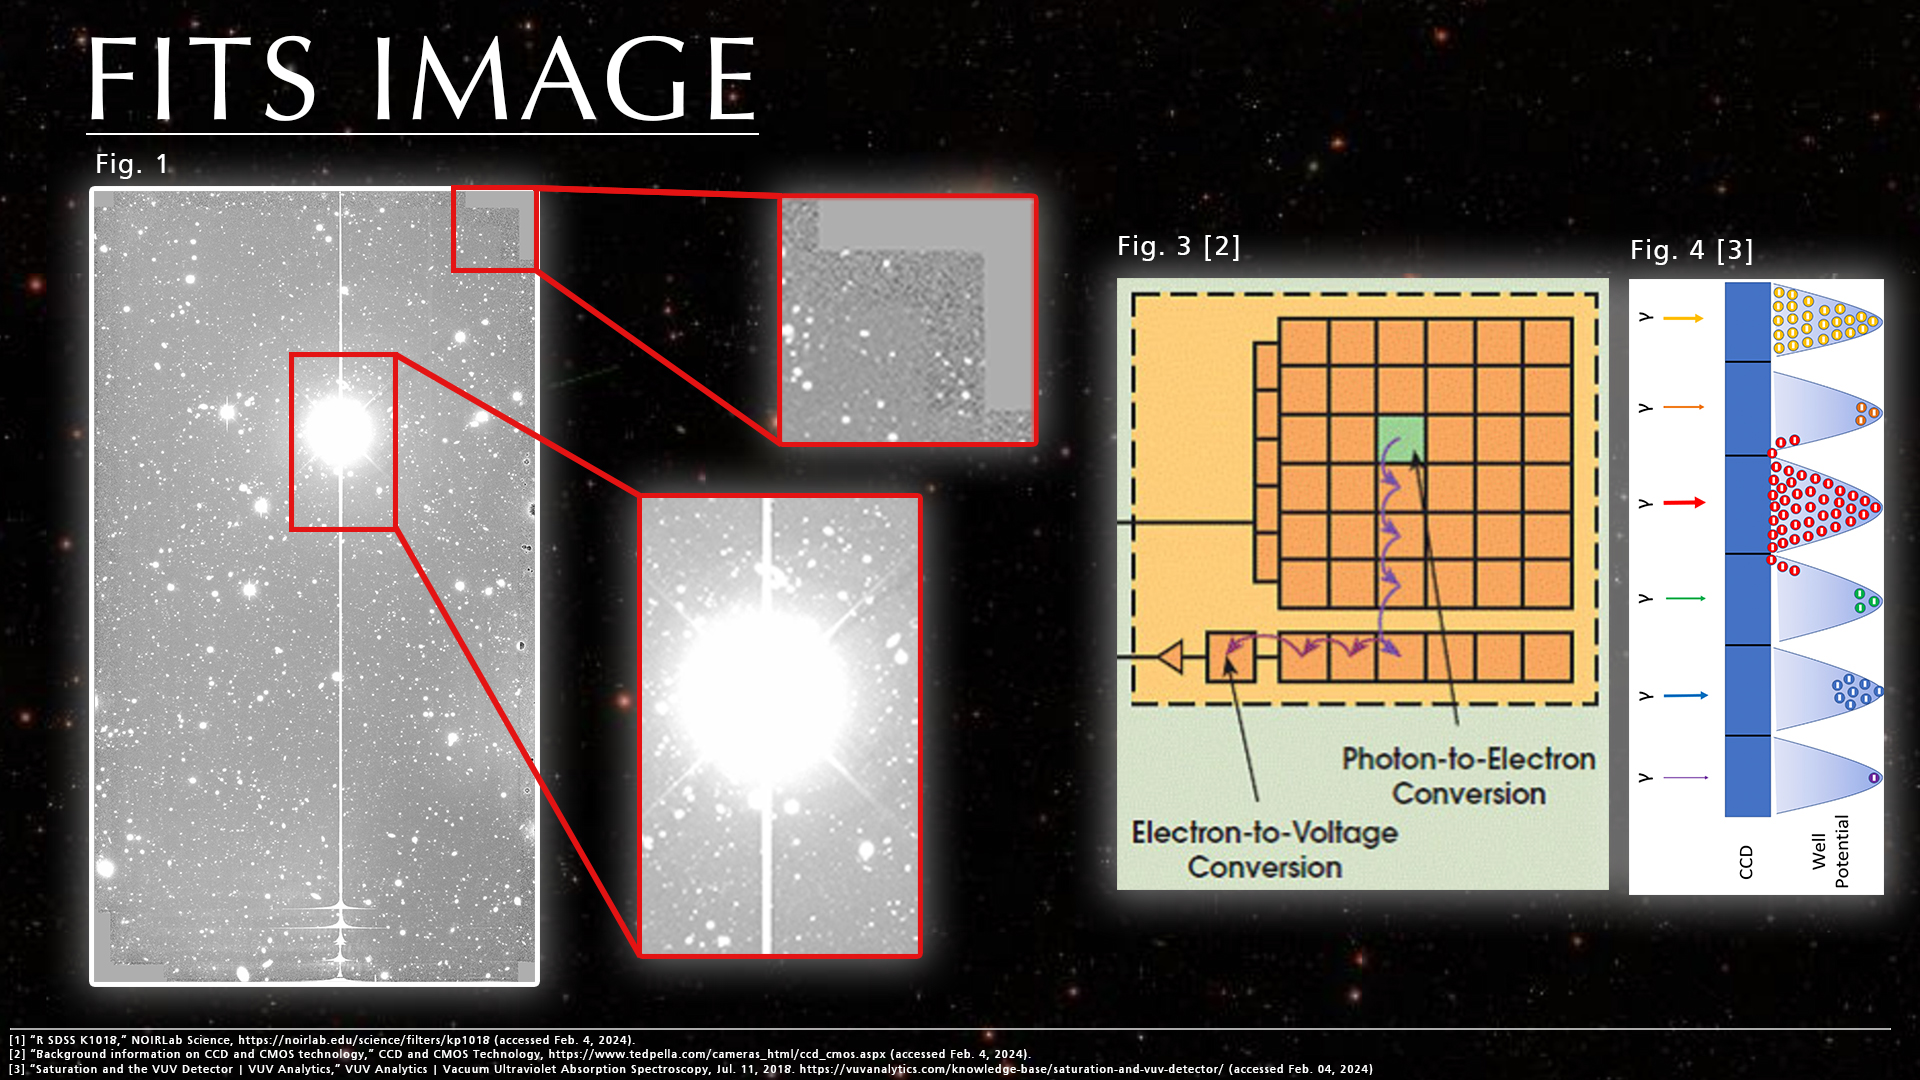 FITS IMAGE
Fig. 1
Fig. 3 [2]
Photon-to-Electron
Conversion
Electron-to-Voltage
Conversion
Fig. 4 [3]
γ
γ
γ
γ
γ
γ
CCD
Well
Potential
[1] “R SDSS K1018,” NOIRLab Science, https://noirlab.edu/science/filters/kp1018 (accessed Feb. 4, 2024).
[2] “Background information on CCD and CMOS technology,” CCD and CMOS Technology, https://www.tedpella.com/cameras_html/ccd_cmos.aspx (accessed Feb. 4, 2024).
[3] “Saturation and the VUV Detector | VUV Analytics,” VUV Analytics | Vacuum Ultraviolet Absorption Spectroscopy, Jul. 11, 2018. https://vuvanalytics.com/knowledge-base/saturation-and-vuv-detector/ (accessed Feb. 04, 2024)